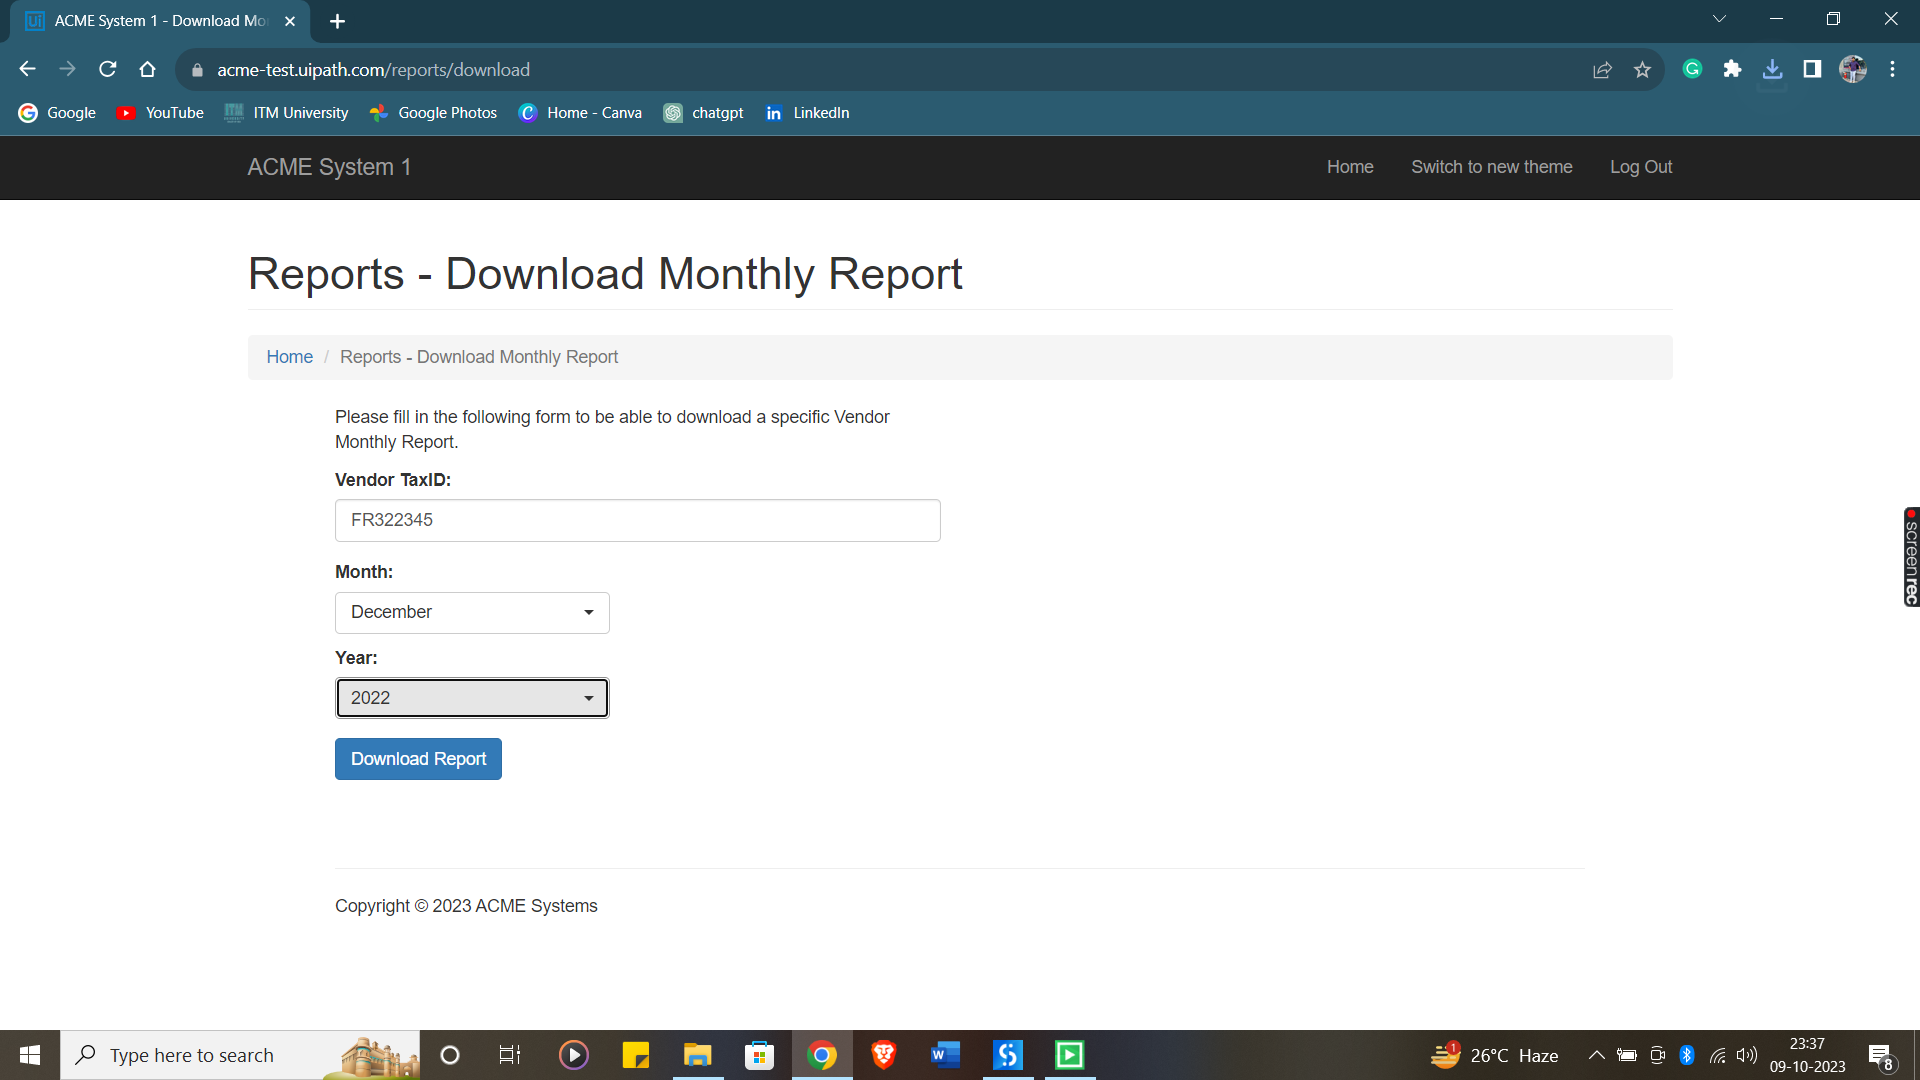 ACME System 1 - Download Mo
acme-test.uipath.com/reports/download
Google YouTube ITM University Google Photos Home - Canva chatgpt LinkedIn
ACME System 1 Home Switch to new theme Log Out
Reports - Download Monthly Report
Home / Reports - Download Monthly Report
Please fill in the following form to be able to download a specific Vendor
Monthly Report.
Vendor TaxID:
FR322345
Month:
December
Year:
2022
Download Report
Copyright © 2023 ACME Systems
screenrec
Type here to search
1 26°C Haze
23:37
09-10-2023
8